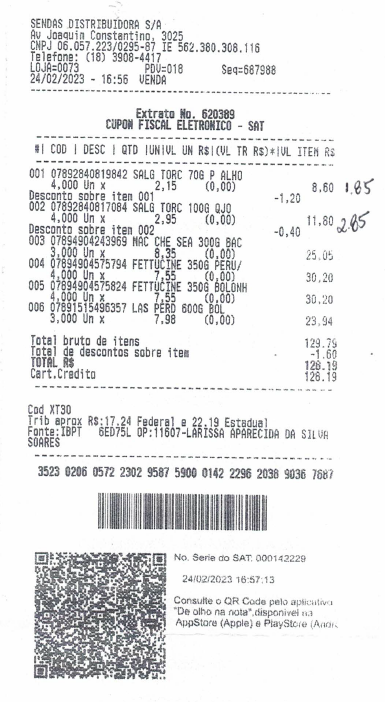 SENDAS DISTRIBUIDORA S/A
Av Joaquin Constantino, 3025
CNPJ 06.057.223/0295-87 IE 562.380.308.116
Telefone: (18) 3908-4417
LOJA=0073 PDV=018 Seq=687988
24/02/2023 - 16:56 VENDA
Extrato No. 620389
CUPOM FISCAL ELETRONICO - SAT
#| COD | DESC | QTD |UN|VL UN R$|(VL TR R$)*|VL ITEM R$
001 07892840819842 SALG TORC 70G P ALHO
4,000 Un x 2,15 (0,00) 8,60 1.85
Desconto sobre item 001 -1,20
002 07892840817084 SALG TORC 100G QJO
4,000 Un x 2,95 (0,00) 11,80 2.85
Desconto sobre item 002 -0,40
003 07894904243969 MAC CHE SEA 300G BAC
3,000 Un x 8,35 (0,00) 25,05
004 07894904575794 FETTUCINE 350G PERU/
4,000 Un x 7,55 (0,00) 30,20
005 07894904575824 FETTUCINE 350G BOLONH
4,000 Un x 7,55 (0,00) 30,20
006 07891515496357 LAS PERD 600G BOL
3,000 Un x 7,98 (0,00) 23,94
Total bruto de itens 129,79
Total de descontos sobre item -1,60
TOTAL R$ 128,19
Cart.Credito 128,19
Cod XT30
Trib aprox R$:17.24 Federal e 22.19 Estadual
Fonte:IBPT 6ED75L OP:11607-LARISSA APARECIDA DA SILVA
SOARES
3523 0206 0572 2302 9587 5900 0142 2296 2038 9036 7687
No. Serie do SAT: 000142229
24/02/2023 16:57:13
Consulte o QR Code pelo aplicativo
"De olho na nota",disponivel na
AppStore (Apple) e PlayStore (Andr